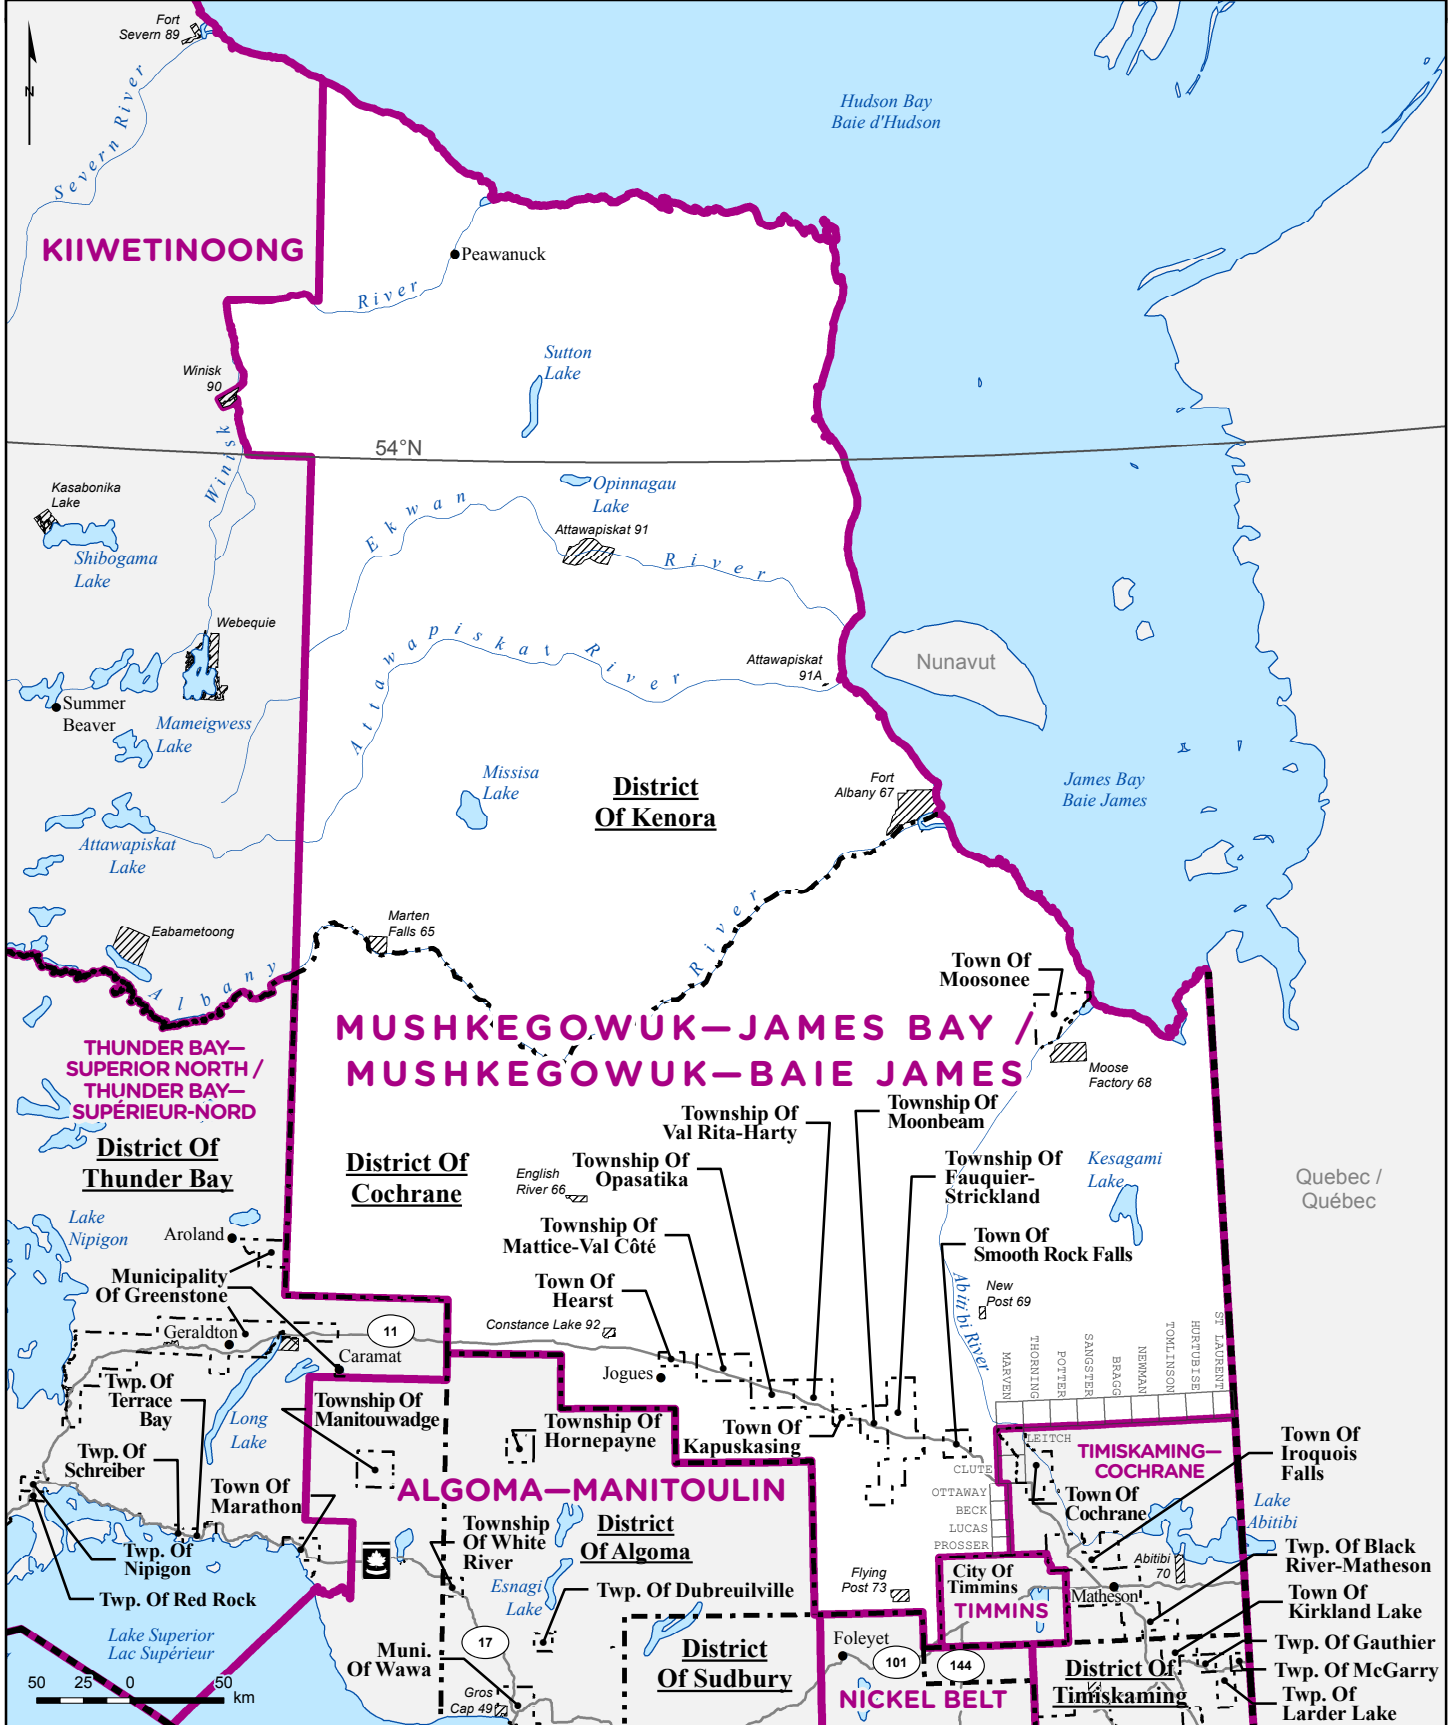 Fort
Severn 89
N
Severn River
Hudson Bay
Baie d'Hudson
KIIWETINOONG
Peawanuck
River
Sutton
Lake
Winisk
90
54°N
Winisk
Kasabonika
Lake
Shibogama
Lake
Opinnagau
Lake
Ekwan
Attawapiskat 91
River
Webequie
Attawapiskat
River
Attawapiskat
91A
Nunavut
Summer
Beaver
Mameigwess
Lake
Missisa
Lake
District
Of Kenora
Fort
Albany 67
James Bay
Baie James
Attawapiskat
Lake
Eabametoong
Marten
Falls 65
Albany
River
Town Of
Moosonee
MUSHKEGOWUK—JAMES BAY /
MUSHKEGOWUK—BAIE JAMES
THUNDER BAY—
SUPERIOR NORTH /
THUNDER BAY—
SUPÉRIEUR-NORD
Moose
Factory 68
District Of
Thunder Bay
District Of
Cochrane
Township Of
Val Rita-Harty
Township Of
Moonbeam
English
River 66
Township Of
Opasatika
Township Of
Fauquier-
Strickland
Kesagami
Lake
Quebec /
Québec
Lake
Nipigon
Aroland
Township Of
Mattice-Val Côté
Town Of
Smooth Rock Falls
Municipality
Of Greenstone
Town Of
Hearst
Abitibi River
New
Post 69
Constance Lake 92
Geraldton
11
Caramat
Jogues
MARVEN
THORNING
POTTER
SANGSTER
BRAGG
NEWMAN
TOMLINSON
HURTUBISE
ST LAURENT
Twp. Of
Terrace
Bay
Long
Lake
Township Of
Manitouwadge
Township Of
Hornepayne
Town Of
Kapuskasing
LEITCH
TIMISKAMING—
COCHRANE
Town Of
Iroquois
Falls
Twp. Of
Schreiber
CLUTE
Town Of
Marathon
ALGOMA—MANITOULIN
OTTAWAY
BECK
LUCAS
PROSSER
Town Of
Cochrane
Lake
Abitibi
Township
Of White
River
District
Of Algoma
Twp. Of
Nipigon
Abitibi
70
Twp. Of Black
River-Matheson
Flying
Post 73
City Of
Timmins
TIMMINS
Matheson
Esnagi
Lake
Twp. Of Dubreuilville
Twp. Of Red Rock
Town Of
Kirkland Lake
Lake Superior
Lac Supérieur
Muni.
Of Wawa
17
District
Of Sudbury
Foleyet
101
144
District Of
Timiskaming
Twp. Of Gauthier
Twp. Of McGarry
Twp. Of
Larder Lake
Gros
Cap 49
NICKEL BELT
50 25 0 50
km